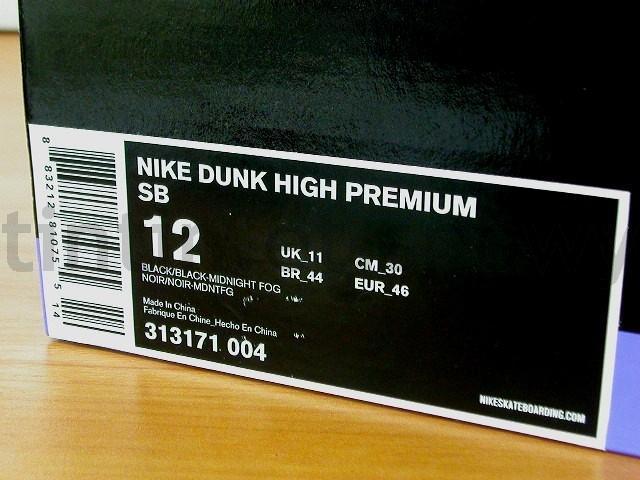 NIKE DUNK HIGH PREMIUM
SB
12
UK_11 CM_30
BR_44 EUR_46
BLACK/BLACK-MIDNIGHT FOG
NOIR/NOIR-MDNTFG
Made In China
Fabrique En Chine_Hecho En China
313171 004
NIKESKATEBOARDING.COM
8 83212 81075 5 14